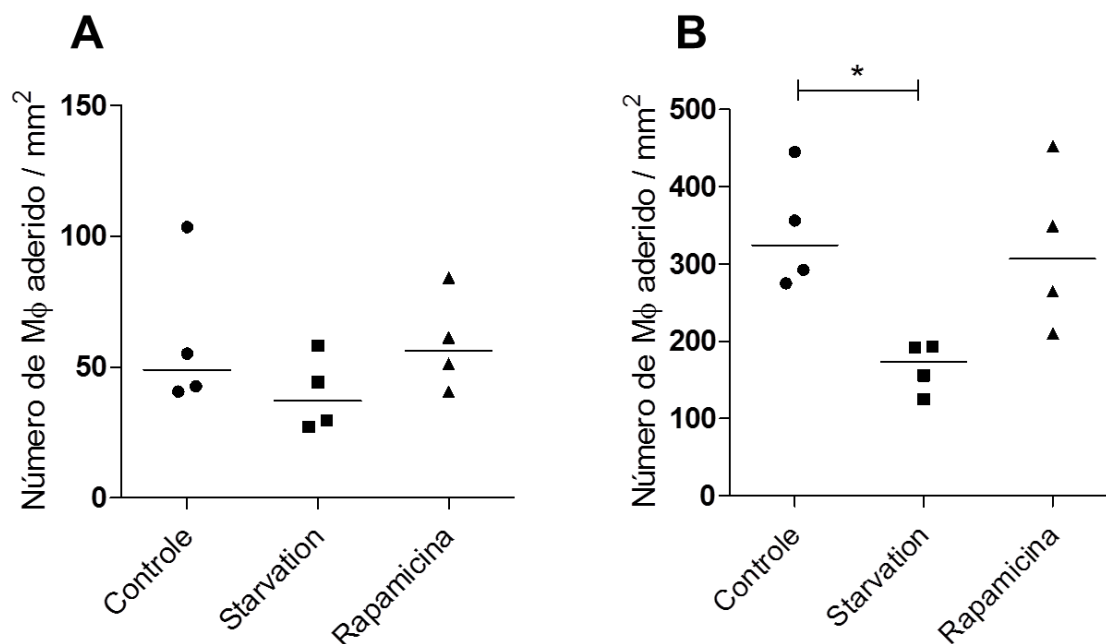 A
Número de Mϕ aderido / mm²
150
100
50
0
Controle
Starvation
Rapamicina
B
*
Número de Mϕ aderido / mm²
500
400
300
200
100
0
Controle
Starvation
Rapamicina